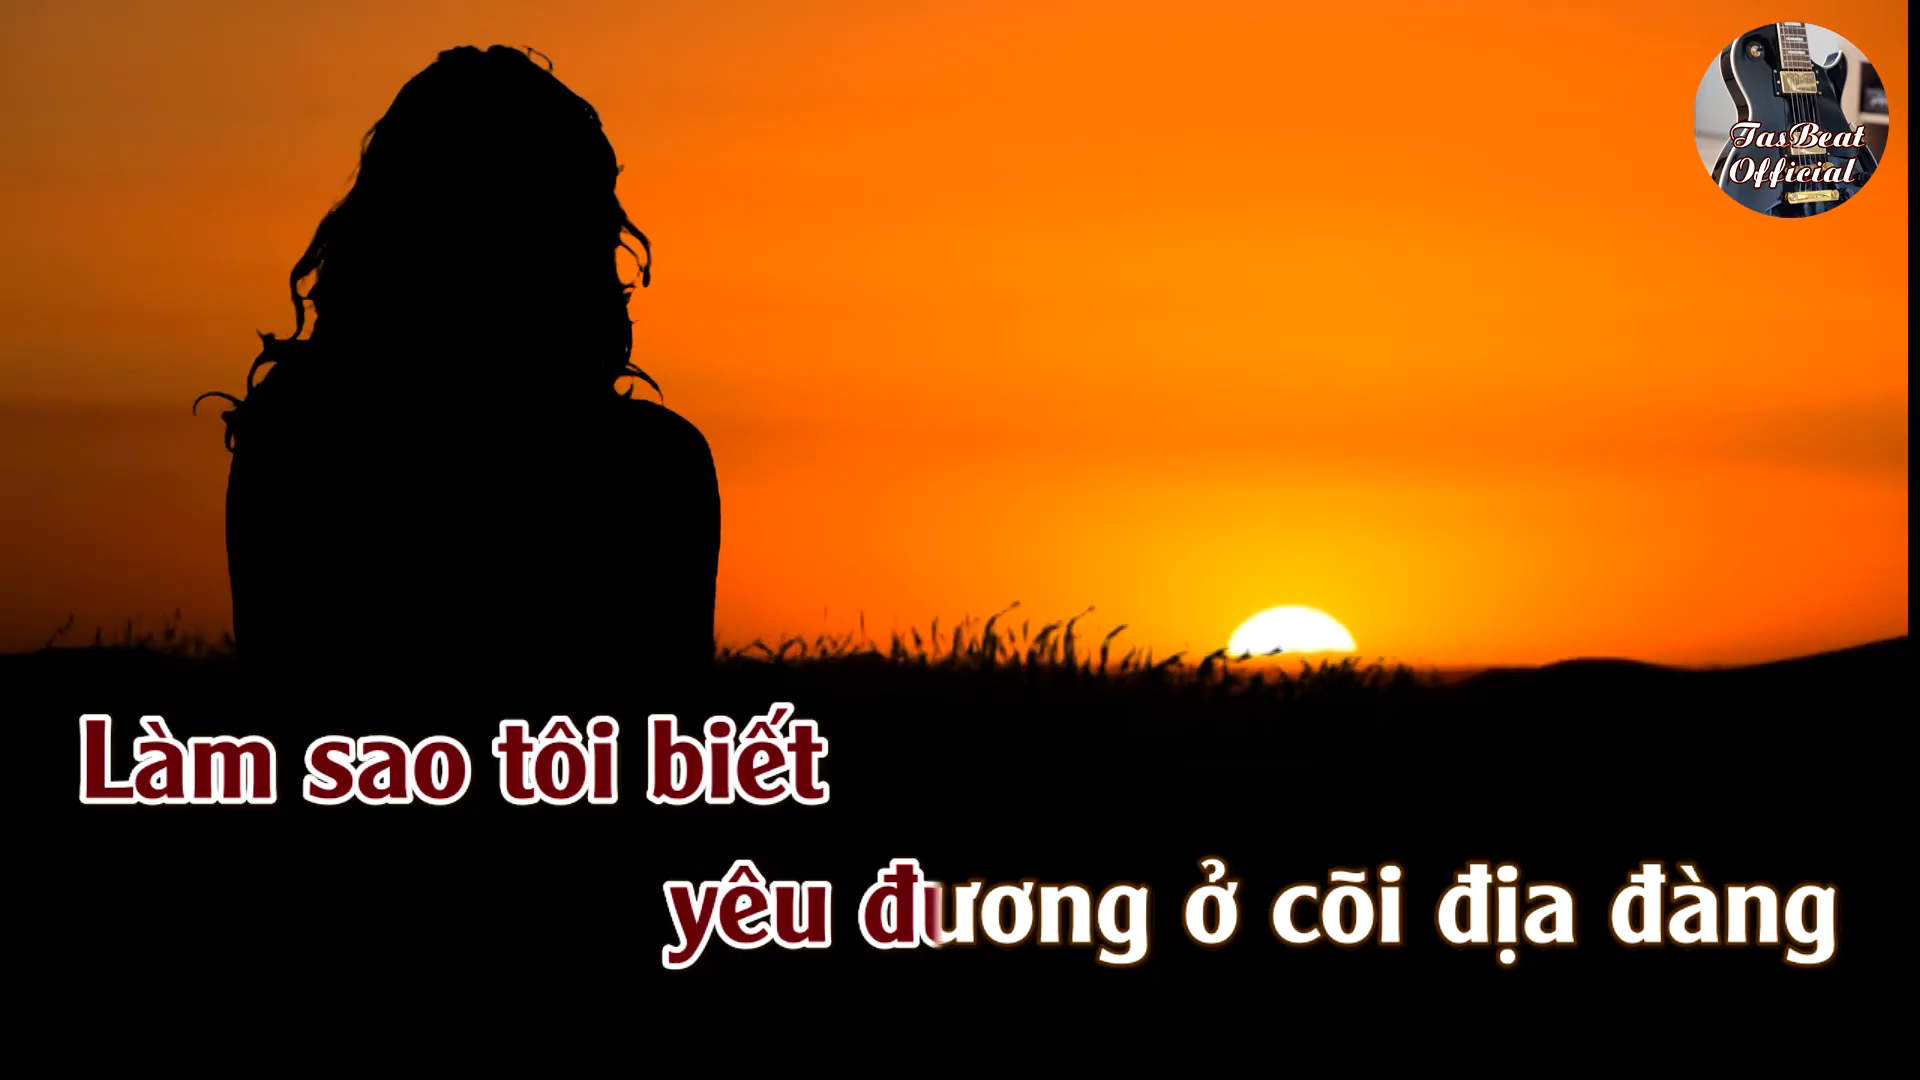 TasBeat
Official
Làm sao tôi biết
yêu đương ở cõi địa đàng